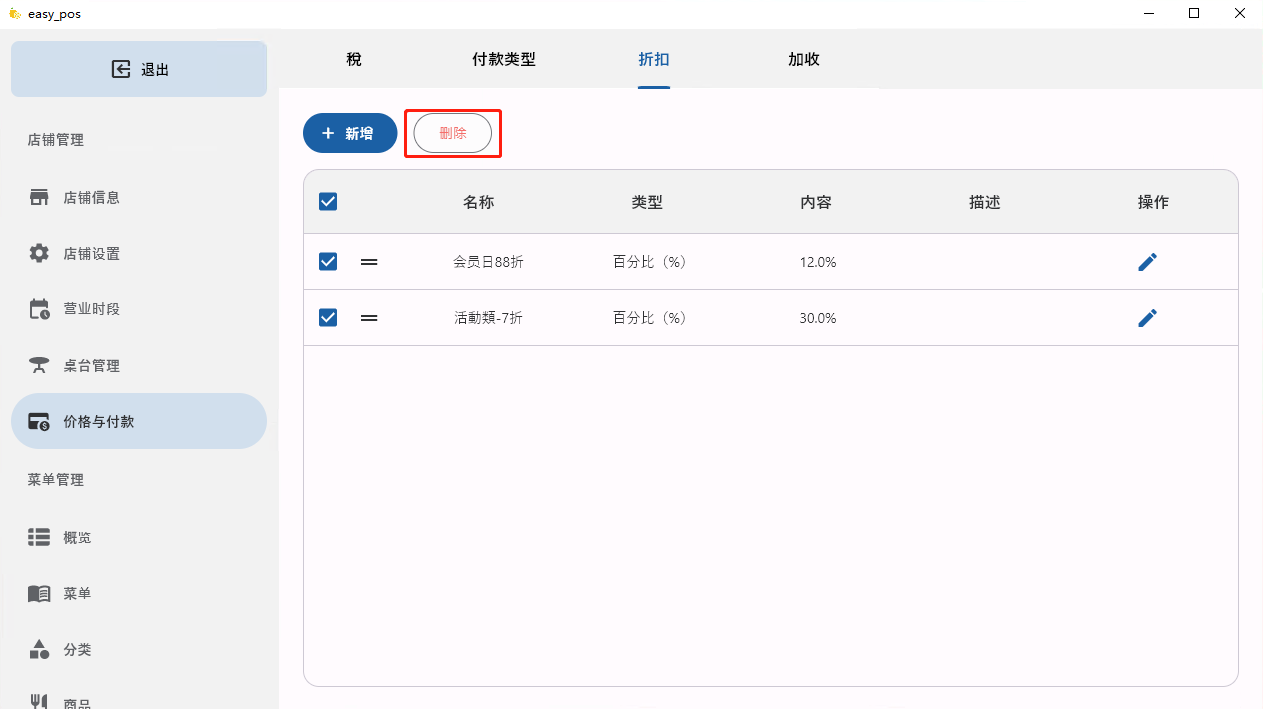 easy_pos
退出
店铺管理
店铺信息
店铺设置
营业时段
桌台管理
价格与付款
菜单管理
概览
菜单
分类
商品
稅 付款类型 折扣 加收
+ 新增 删除
名称 类型 内容 描述 操作
会员日88折 百分比（%） 12.0%
活動類-7折 百分比（%） 30.0%